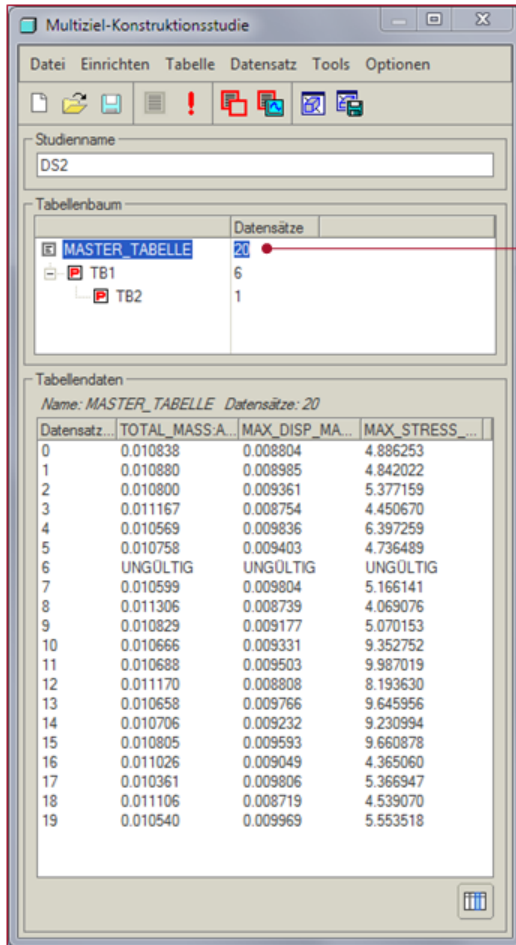 Multiziel-Konstruktionsstudie
Datei Einrichten Tabelle Datensatz Tools Optionen
Studienname
DS2
Tabellenbaum
Datensätze
MASTER_TABELLE 20
TB1 6
TB2 1
Tabellendaten
Name: MASTER_TABELLE Datensätze: 20
Datensatz... TOTAL_MASS:A... MAX_DISP_MA... MAX_STRESS_...
0 0.010838 0.008804 4.886253
1 0.010880 0.008985 4.842022
2 0.010800 0.009361 5.377159
3 0.011167 0.008754 4.450670
4 0.010569 0.009836 6.397259
5 0.010758 0.009403 4.736489
6 UNGÜLTIG UNGÜLTIG UNGÜLTIG
7 0.010599 0.009804 5.166141
8 0.011306 0.008739 4.069076
9 0.010829 0.009177 5.070153
10 0.010666 0.009331 9.352752
11 0.010688 0.009503 9.987019
12 0.011170 0.008808 8.193630
13 0.010658 0.009766 9.645956
14 0.010706 0.009232 9.230994
15 0.010805 0.009593 9.660878
16 0.011026 0.009049 4.365060
17 0.010361 0.009806 5.366947
18 0.011106 0.008719 4.539070
19 0.010540 0.009969 5.553518